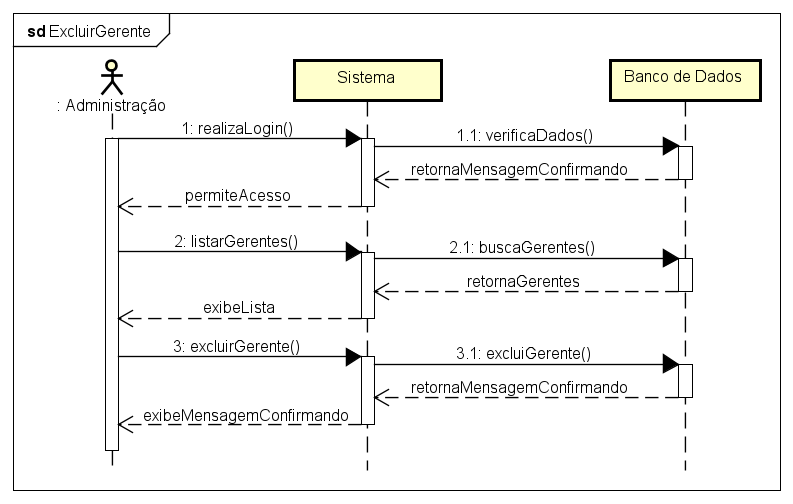 sd ExcluirGerente
Sistema
Banco de Dados
: Administração
1: realizaLogin()
1.1: verificaDados()
retornaMensagemConfirmando
permiteAcesso
2: listarGerentes()
2.1: buscaGerentes()
retornaGerentes
exibeLista
3: excluirGerente()
3.1: excluiGerente()
retornaMensagemConfirmando
exibeMensagemConfirmando